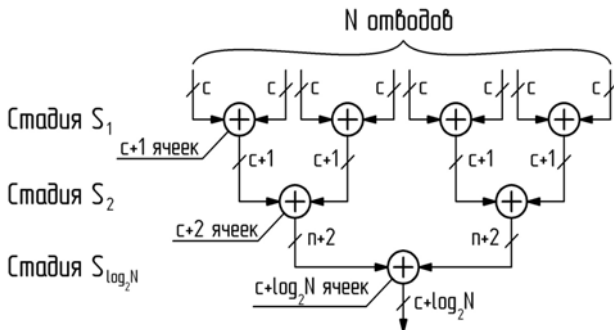 N отводов
c c c c c c c c
Стадия S₁
c+1 ячеек
c+1 c+1 c+1 c+1
Стадия S₂
c+2 ячеек
n+2 n+2
Стадия S_log₂N
c+log₂N ячеек
c+log₂N